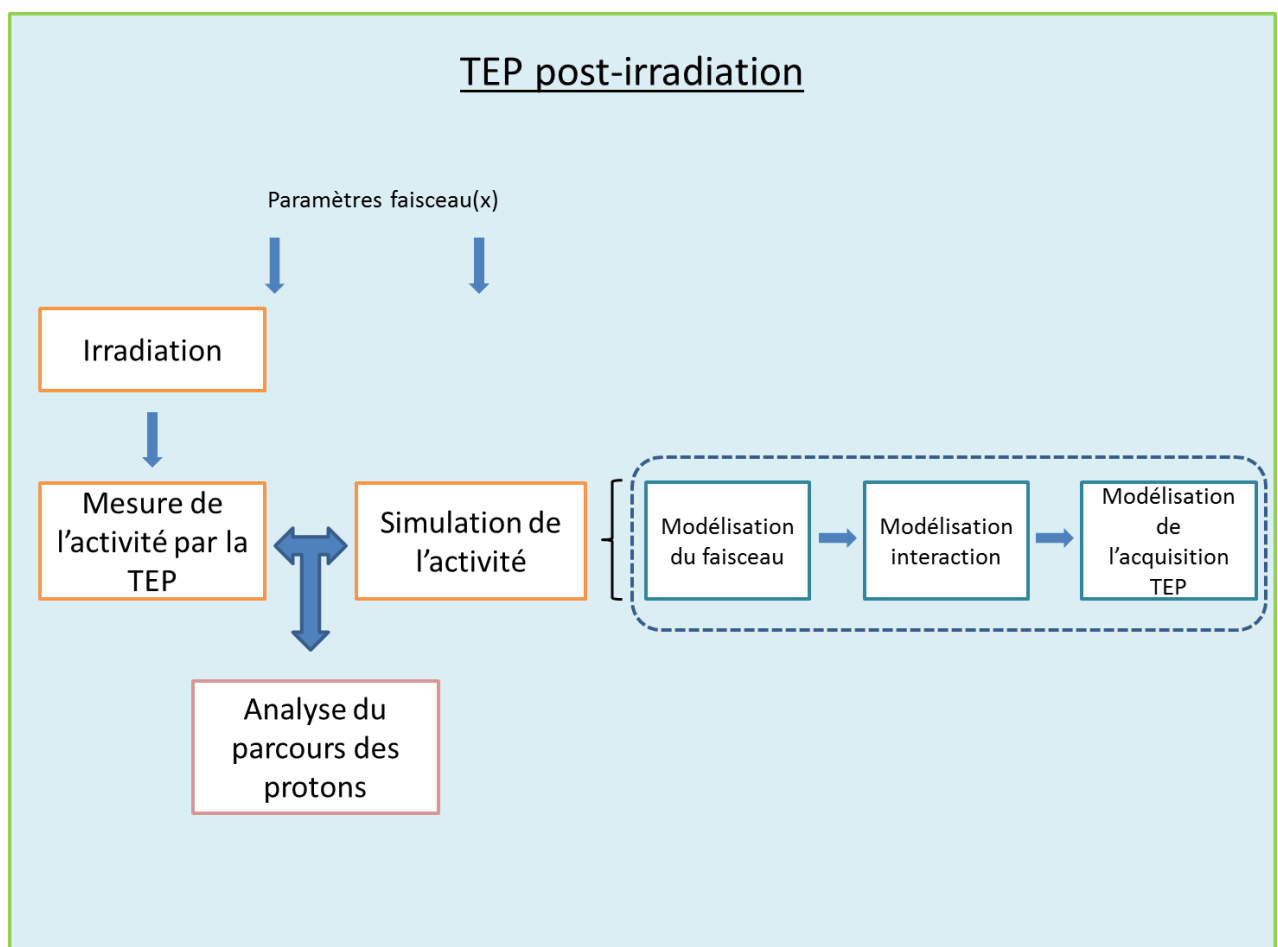 TEP post-irradiation
Paramètres faisceau(x)
Irradiation
Mesure de
l’activité par la
TEP
Simulation de
l’activité
Modélisation
du faisceau
Modélisation
interaction
Modélisation
de
l’acquisition
TEP
Analyse du
parcours des
protons